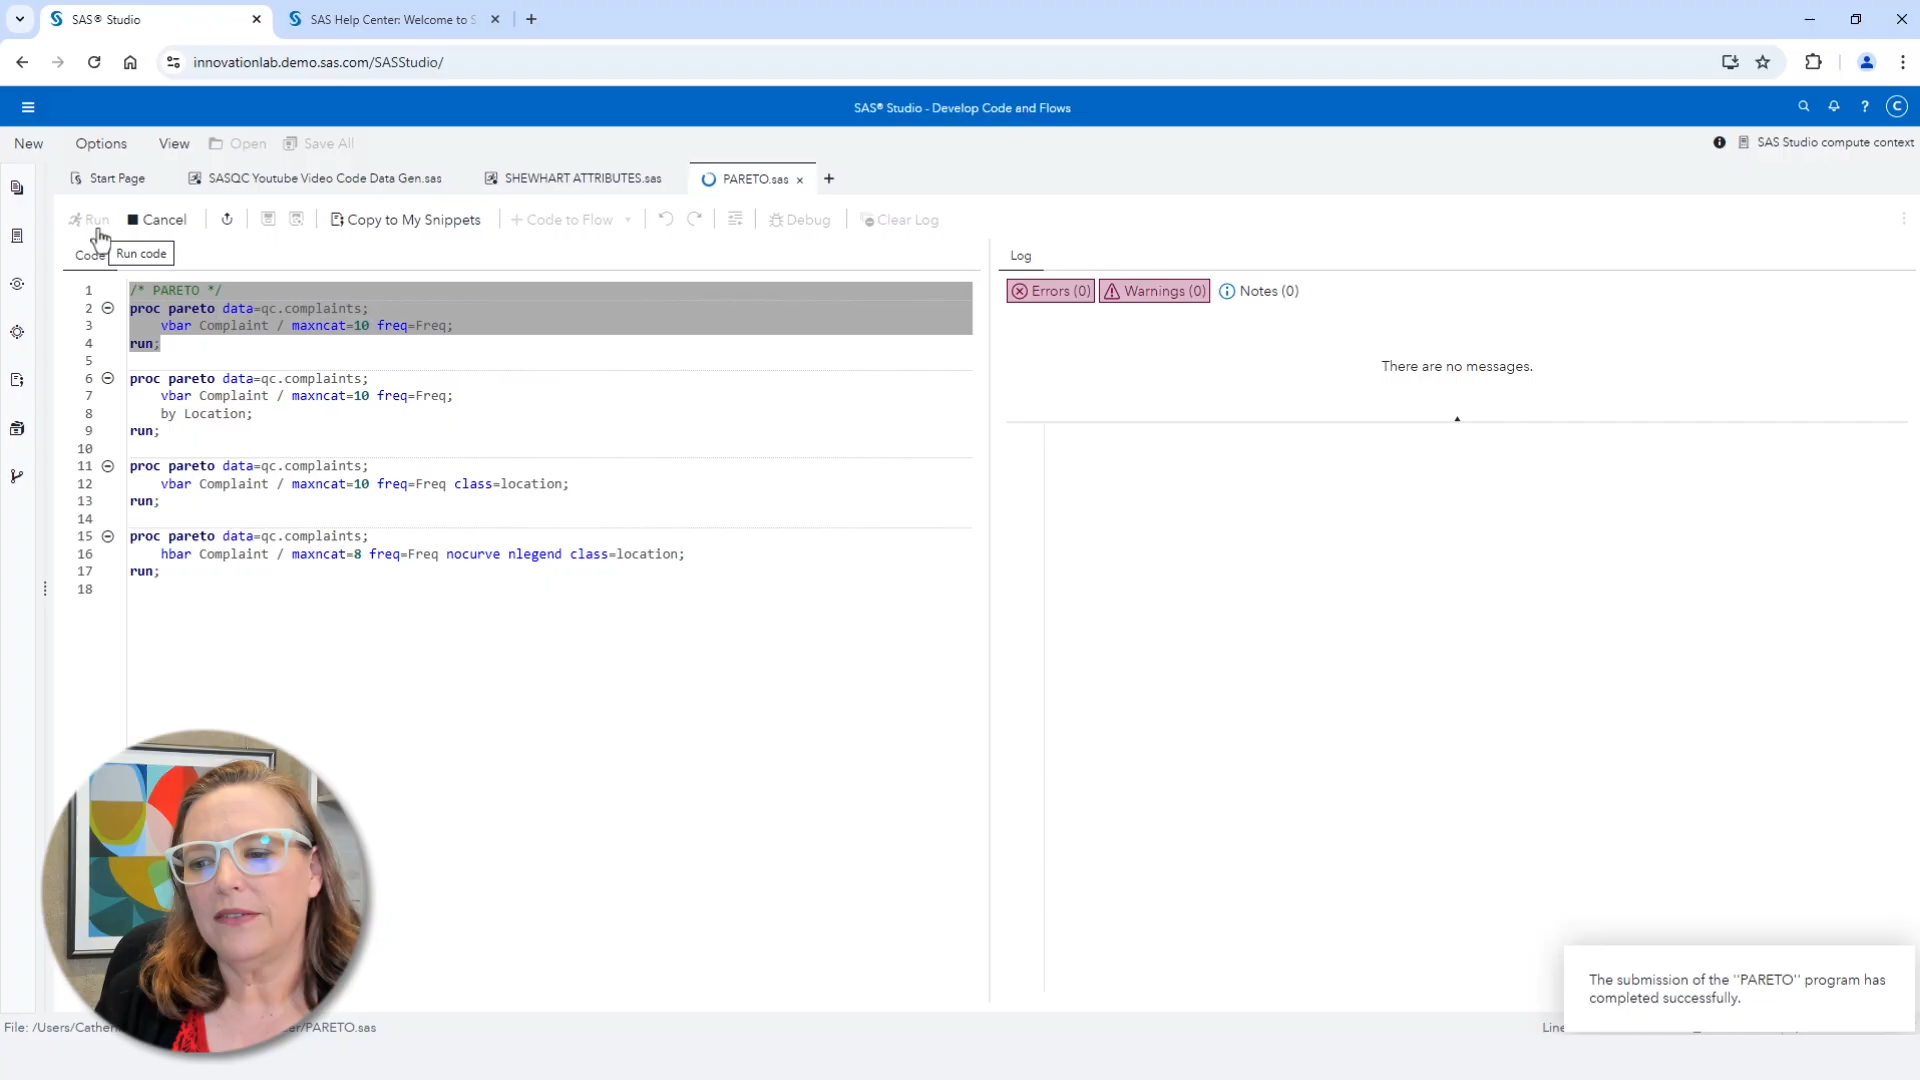 SAS® Studio
SAS Help Center: Welcome to S
innovationlab.demo.sas.com/SASStudio/
SAS® Studio - Develop Code and Flows
C
New Options View Open Save All
SAS Studio compute context
Start Page SASQC Youtube Video Code Data Gen.sas SHEWHART ATTRIBUTES.sas PARETO.sas
Run Cancel Copy to My Snippets Code to Flow Debug Clear Log
Run code
Code
Log
Errors (0) Warnings (0) Notes (0)
There are no messages.
1 /* PARETO */
2 proc pareto data=qc.complaints;
3 vbar Complaint / maxncat=10 freq=Freq;
4 run;
5
6 proc pareto data=qc.complaints;
7 vbar Complaint / maxncat=10 freq=Freq;
8 by Location;
9 run;
10
11 proc pareto data=qc.complaints;
12 vbar Complaint / maxncat=10 freq=Freq class=location;
13 run;
14
15 proc pareto data=qc.complaints;
16 hbar Complaint / maxncat=8 freq=Freq nocurve nlegend class=location;
17 run;
18
The submission of the "PARETO" program has
completed successfully.
File: /Users/Cather
er/PARETO.sas
Line